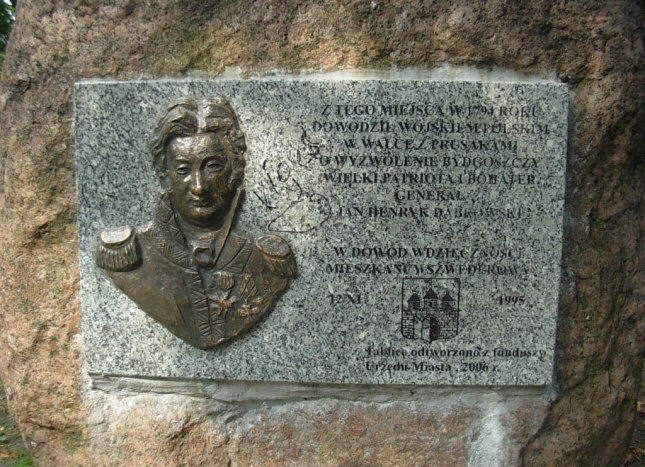 Z TEGO MIEJSCA W 1794 ROKU
DOWODZIŁ WOJSKIEM POLSKIM
W WALCE Z PRUSAKAMI
O WYZWOLENIE BYDGOSZCZY
WIELKI PATRIOTA I BOHATER
GENERAŁ
JAN HENRYK DĄBROWSKI
W DOWÓD WDZIĘCZNOŚCI
MIESZKAŃCY SZWEDEROWA
12 XI 1995
Tablicę odtworzono z funduszy
Urzędu Miasta, 2006 r.